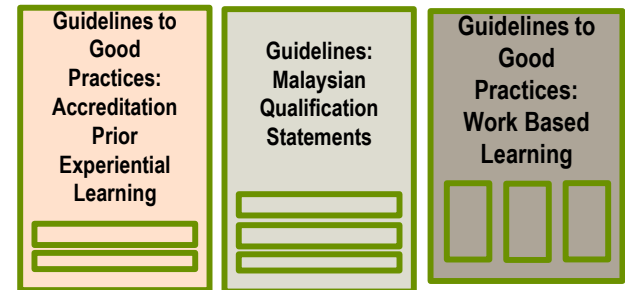 Guidelines to
Good
Practices:
Accreditation
Prior
Experiential
Learning
Guidelines:
Malaysian
Qualification
Statements
Guidelines to
Good
Practices:
Work Based
Learning